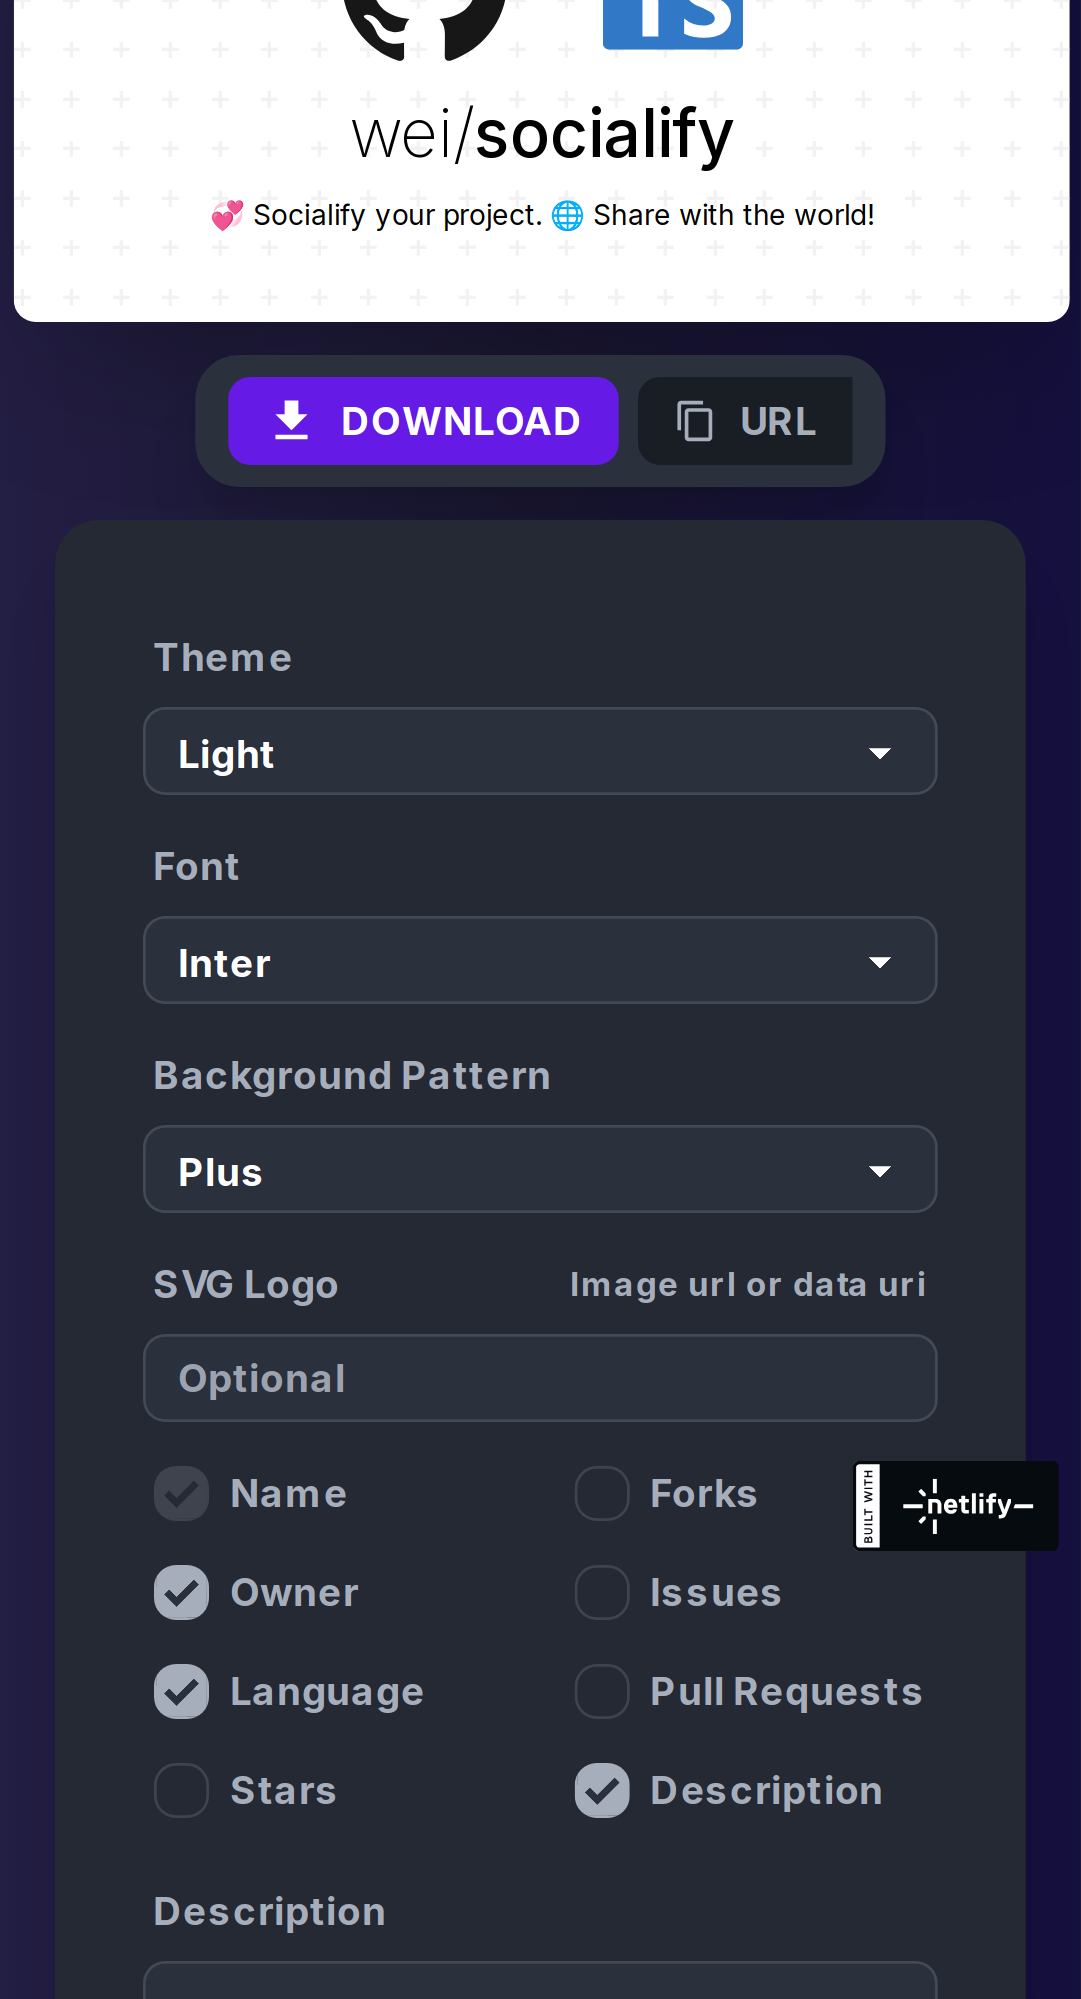 TS
wei/socialify
💞 Socialify your project. 🌐 Share with the world!
DOWNLOAD
URL
Theme
Light
Font
Inter
Background Pattern
Plus
SVG Logo
Image url or data uri
Optional
Name
Forks
BUILT WITH
netlify
Owner
Issues
Language
Pull Requests
Stars
Description
Description